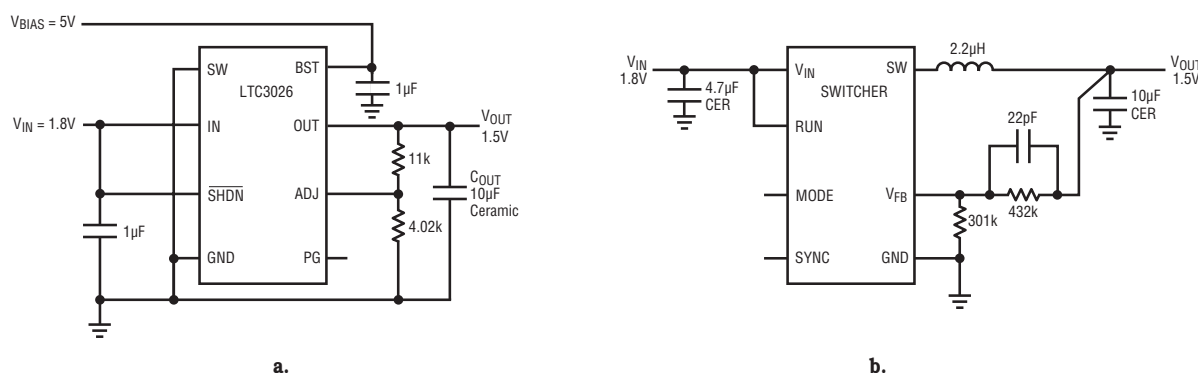 VBIAS = 5V
SW
BST
LTC3026
1µF
VIN = 1.8V
IN
OUT
VOUT
1.5V
11k
SHDN
ADJ
COUT
10µF
Ceramic
1µF
4.02k
GND
PG
a.
VIN
1.8V
4.7µF
CER
VIN
SW
SWITCHER
RUN
2.2µH
VOUT
1.5V
10µF
CER
22pF
MODE
VFB
432k
301k
SYNC
GND
b.